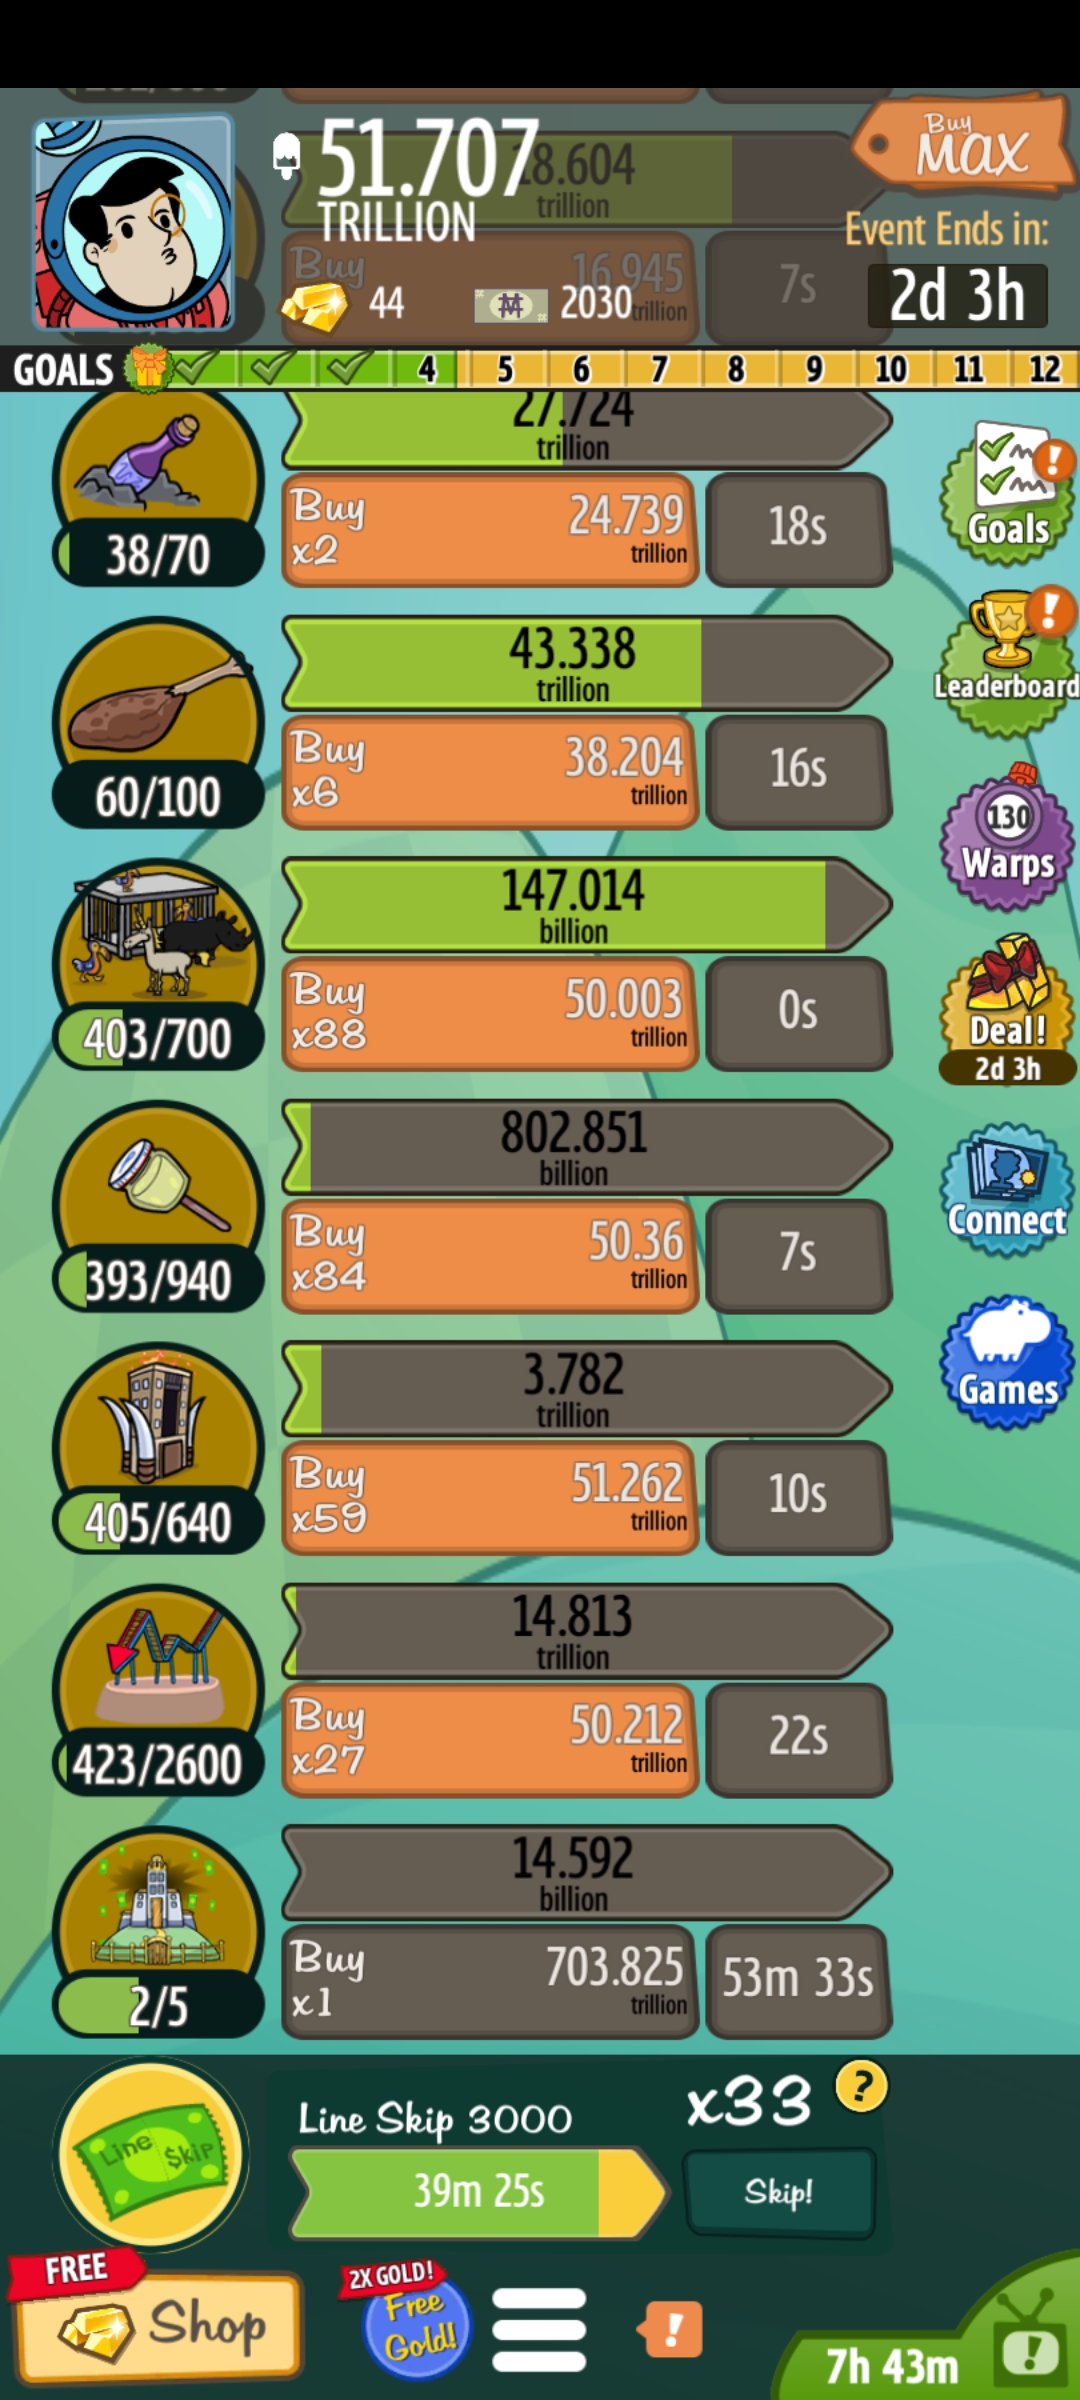 51.707
TRILLION
18.604
trillion
Buy
MAX
Event Ends in:
2d 3h
Buy
16.945
trillion
7s
44
2030
GOALS
4
5
6
7
8
9
10
11
12
27.724
trillion
38/70
Buy
x2
24.739
trillion
18s
Goals
43.338
trillion
60/100
Buy
x6
38.204
trillion
16s
Leaderboard
130
Warps
147.014
billion
403/700
Buy
x88
50.003
trillion
0s
Deal!
2d 3h
802.851
billion
393/940
Buy
x84
50.36
trillion
7s
Connect
3.782
trillion
405/640
Buy
x59
51.262
trillion
10s
Games
14.813
trillion
423/2600
Buy
x27
50.212
trillion
22s
14.592
billion
2/5
Buy
x1
703.825
trillion
53m 33s
Line Skip
Line Skip 3000
39m 25s
x33
?
Skip!
FREE
Shop
2X GOLD!
Free
Gold!
!
7h 43m
!